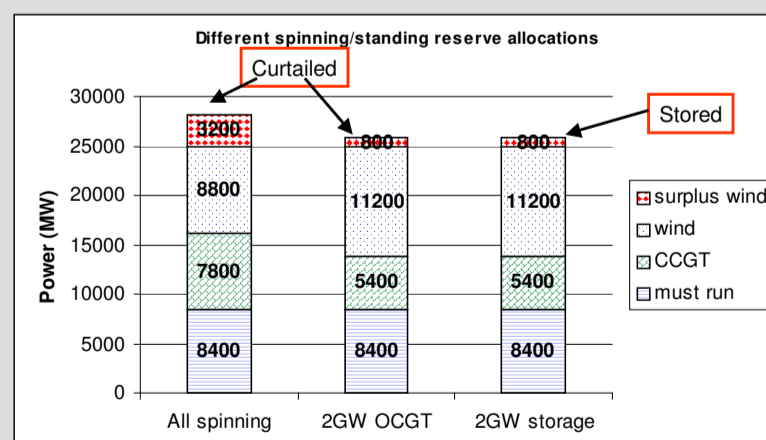 Different spinning/standing reserve allocations
Curtailed
Stored
Power (MW)
30000
25000
20000
15000
10000
5000
0
3200
8800
7800
8400
800
11200
5400
8400
800
11200
5400
8400
All spinning
2GW OCGT
2GW storage
surplus wind
wind
CCGT
must run